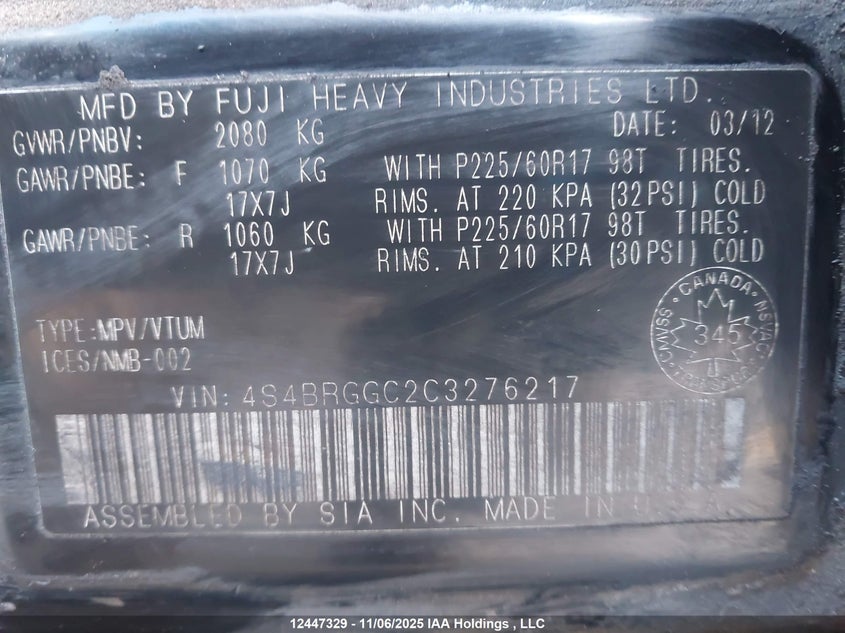 MFD BY FUJI HEAVY INDUSTRIES LTD.
GVWR/PNBV: 2080 KG DATE: 03/12
GAWR/PNBE: F 1070 KG WITH P225/60R17 98T TIRES.
17X7J RIMS. AT 220 KPA (32PSI) COLD
GAWR/PNBE: R 1060 KG WITH P225/60R17 98T TIRES.
17X7J RIMS. AT 210 KPA (30PSI) COLD
CANADA
CMVSS NSVAC
345
TYPE:MPV/VTUM
ICES/NMB-002
VIN: 4S4BRGGC2C3276217
ASSEMBLED BY SIA INC. MADE IN U.S.A.
12447329 - 11/06/2025 IAA Holdings , LLC